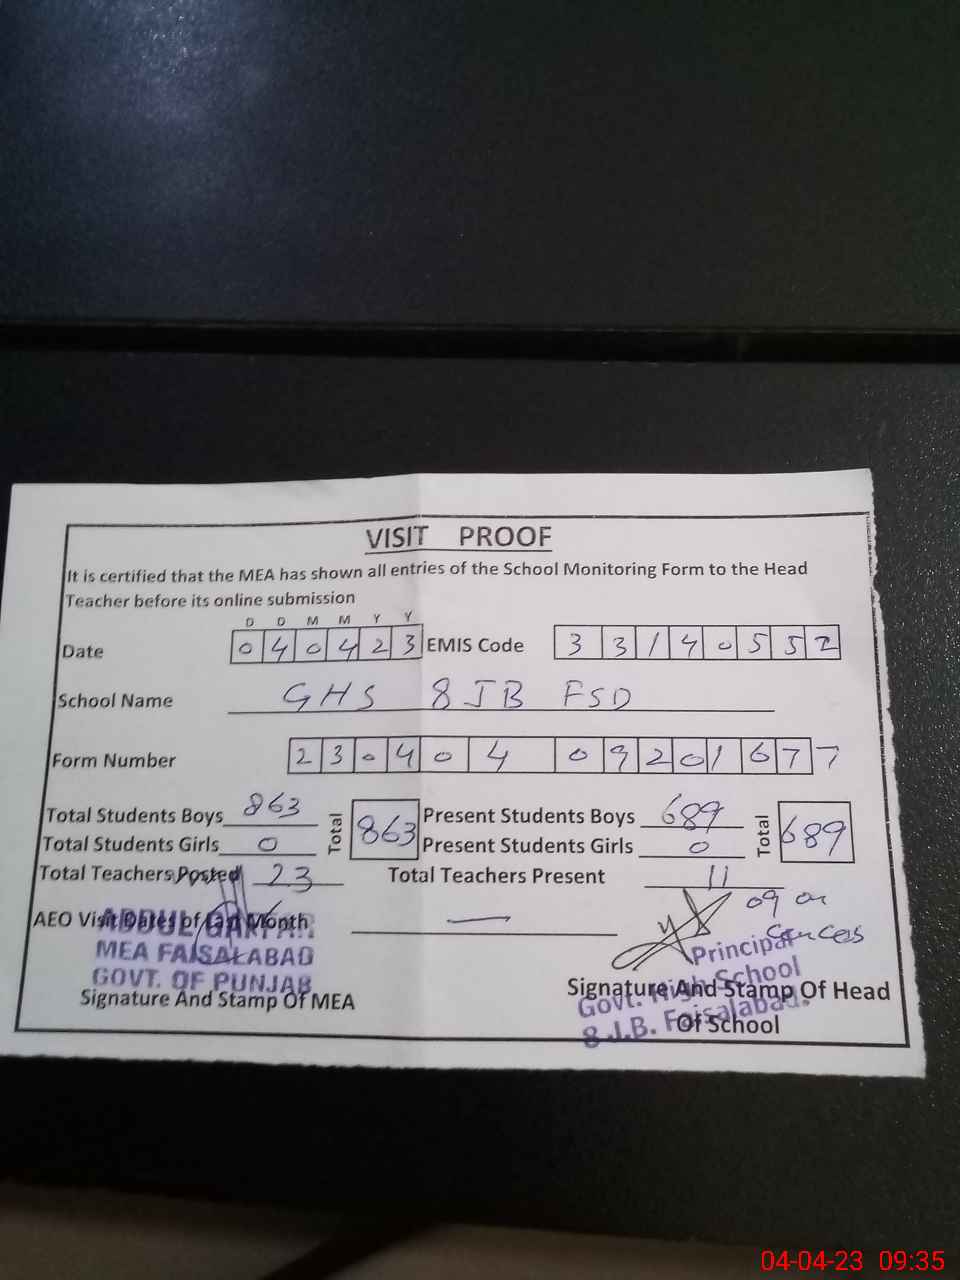 VISIT PROOF
It is certified that the MEA has shown all entries of the School Monitoring Form to the Head
Teacher before its online submission
D D M M Y Y
Date 0 4 0 4 2 3 EMIS Code 3 3 1 4 0 5 5 2
School Name GHS 8 JB FSD
Form Number 2 3 0 4 0 4 0 9 2 0 1 6 7 7
Total Students Boys 863 Total 863 Present Students Boys 689 Total 689
Total Students Girls 0 Present Students Girls 0
Total Teachers Posted 23 Total Teachers Present 11
09 on
AEO Visit Dates of Last Month —
ABDUL
MEA FAISALABAD
GOVT. OF PUNJAB
Signature And Stamp Of MEA
Principal
Govt. High School
8 J.B. Faisalabad.
Signature And Stamp Of Head
Of School
04-04-23 09:35